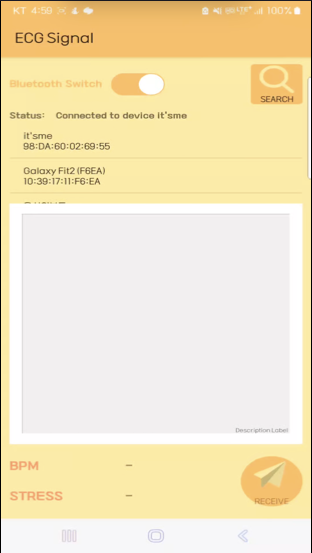 KT 4:59
LTE+ 100%
ECG Signal
Bluetooth Switch
SEARCH
Status: Connected to device it'sme
it'sme
98:DA:60:02:69:55
Galaxy Fit2 (F6EA)
10:39:17:11:F6:EA
Description Label
BPM -
STRESS -
RECEIVE